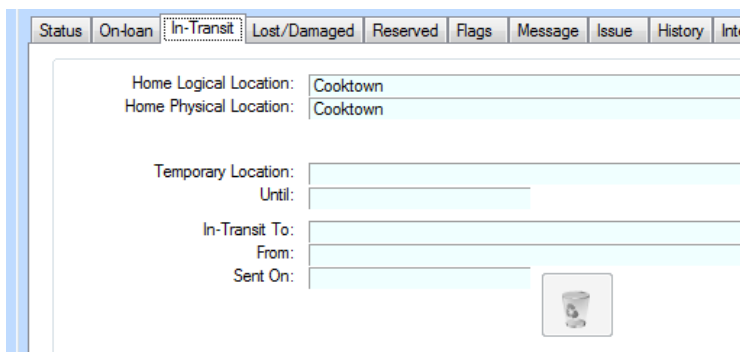 Status On-loan In-Transit Lost/Damaged Reserved Flags Message Issue History
Home Logical Location: Cooktown
Home Physical Location: Cooktown
Temporary Location:
Until:
In-Transit To:
From:
Sent On: